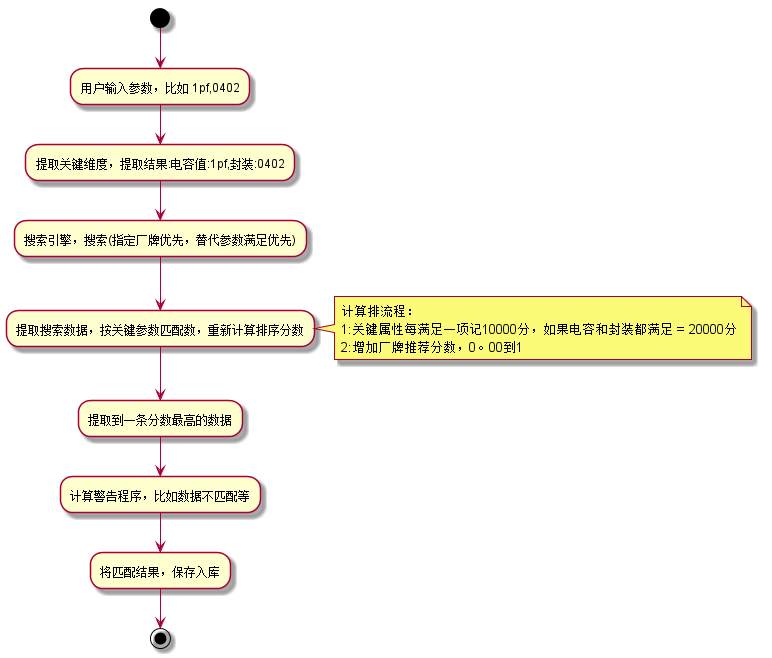 用户输入参数，比如 1pf,0402
提取关键维度，提取结果:电容值:1pf,封装:0402
搜索引擎，搜索(指定厂牌优先，替代参数满足优先)
提取搜索数据，按关键参数匹配数，重新计算排序分数
计算排流程：
1:关键属性每满足一项记10000分，如果电容和封装都满足 = 20000分
2:增加厂牌推荐分数，0。00到1
提取到一条分数最高的数据
计算警告程序，比如数据不匹配等
将匹配结果，保存入库